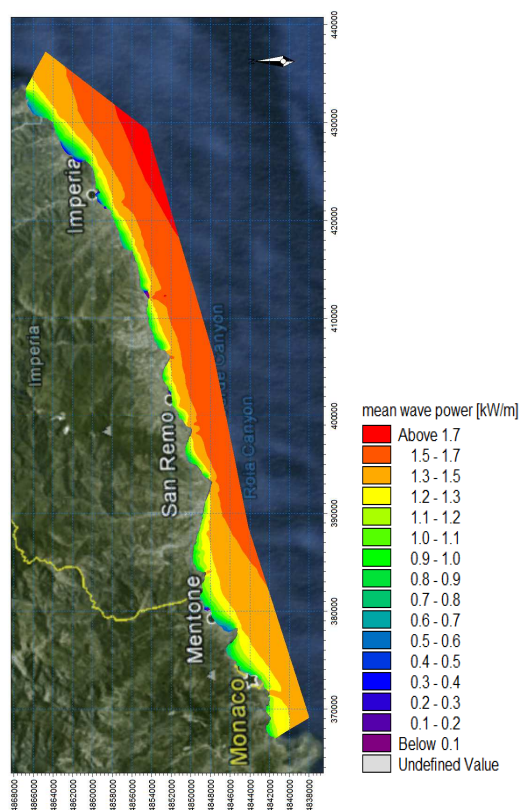 440000
430000
420000
410000
400000
390000
380000
370000
Imperia
Imperia
San Remo
Mentone
Monaco
Canyon
Roia Canyon
4868000
4866000
4864000
4862000
4860000
4858000
4856000
4854000
4852000
4850000
4848000
4846000
4844000
4842000
4840000
4838000
mean wave power [kW/m]
Above 1.7
1.5 - 1.7
1.3 - 1.5
1.2 - 1.3
1.1 - 1.2
1.0 - 1.1
0.9 - 1.0
0.8 - 0.9
0.7 - 0.8
0.6 - 0.7
0.5 - 0.6
0.4 - 0.5
0.3 - 0.4
0.2 - 0.3
0.1 - 0.2
Below 0.1
Undefined Value